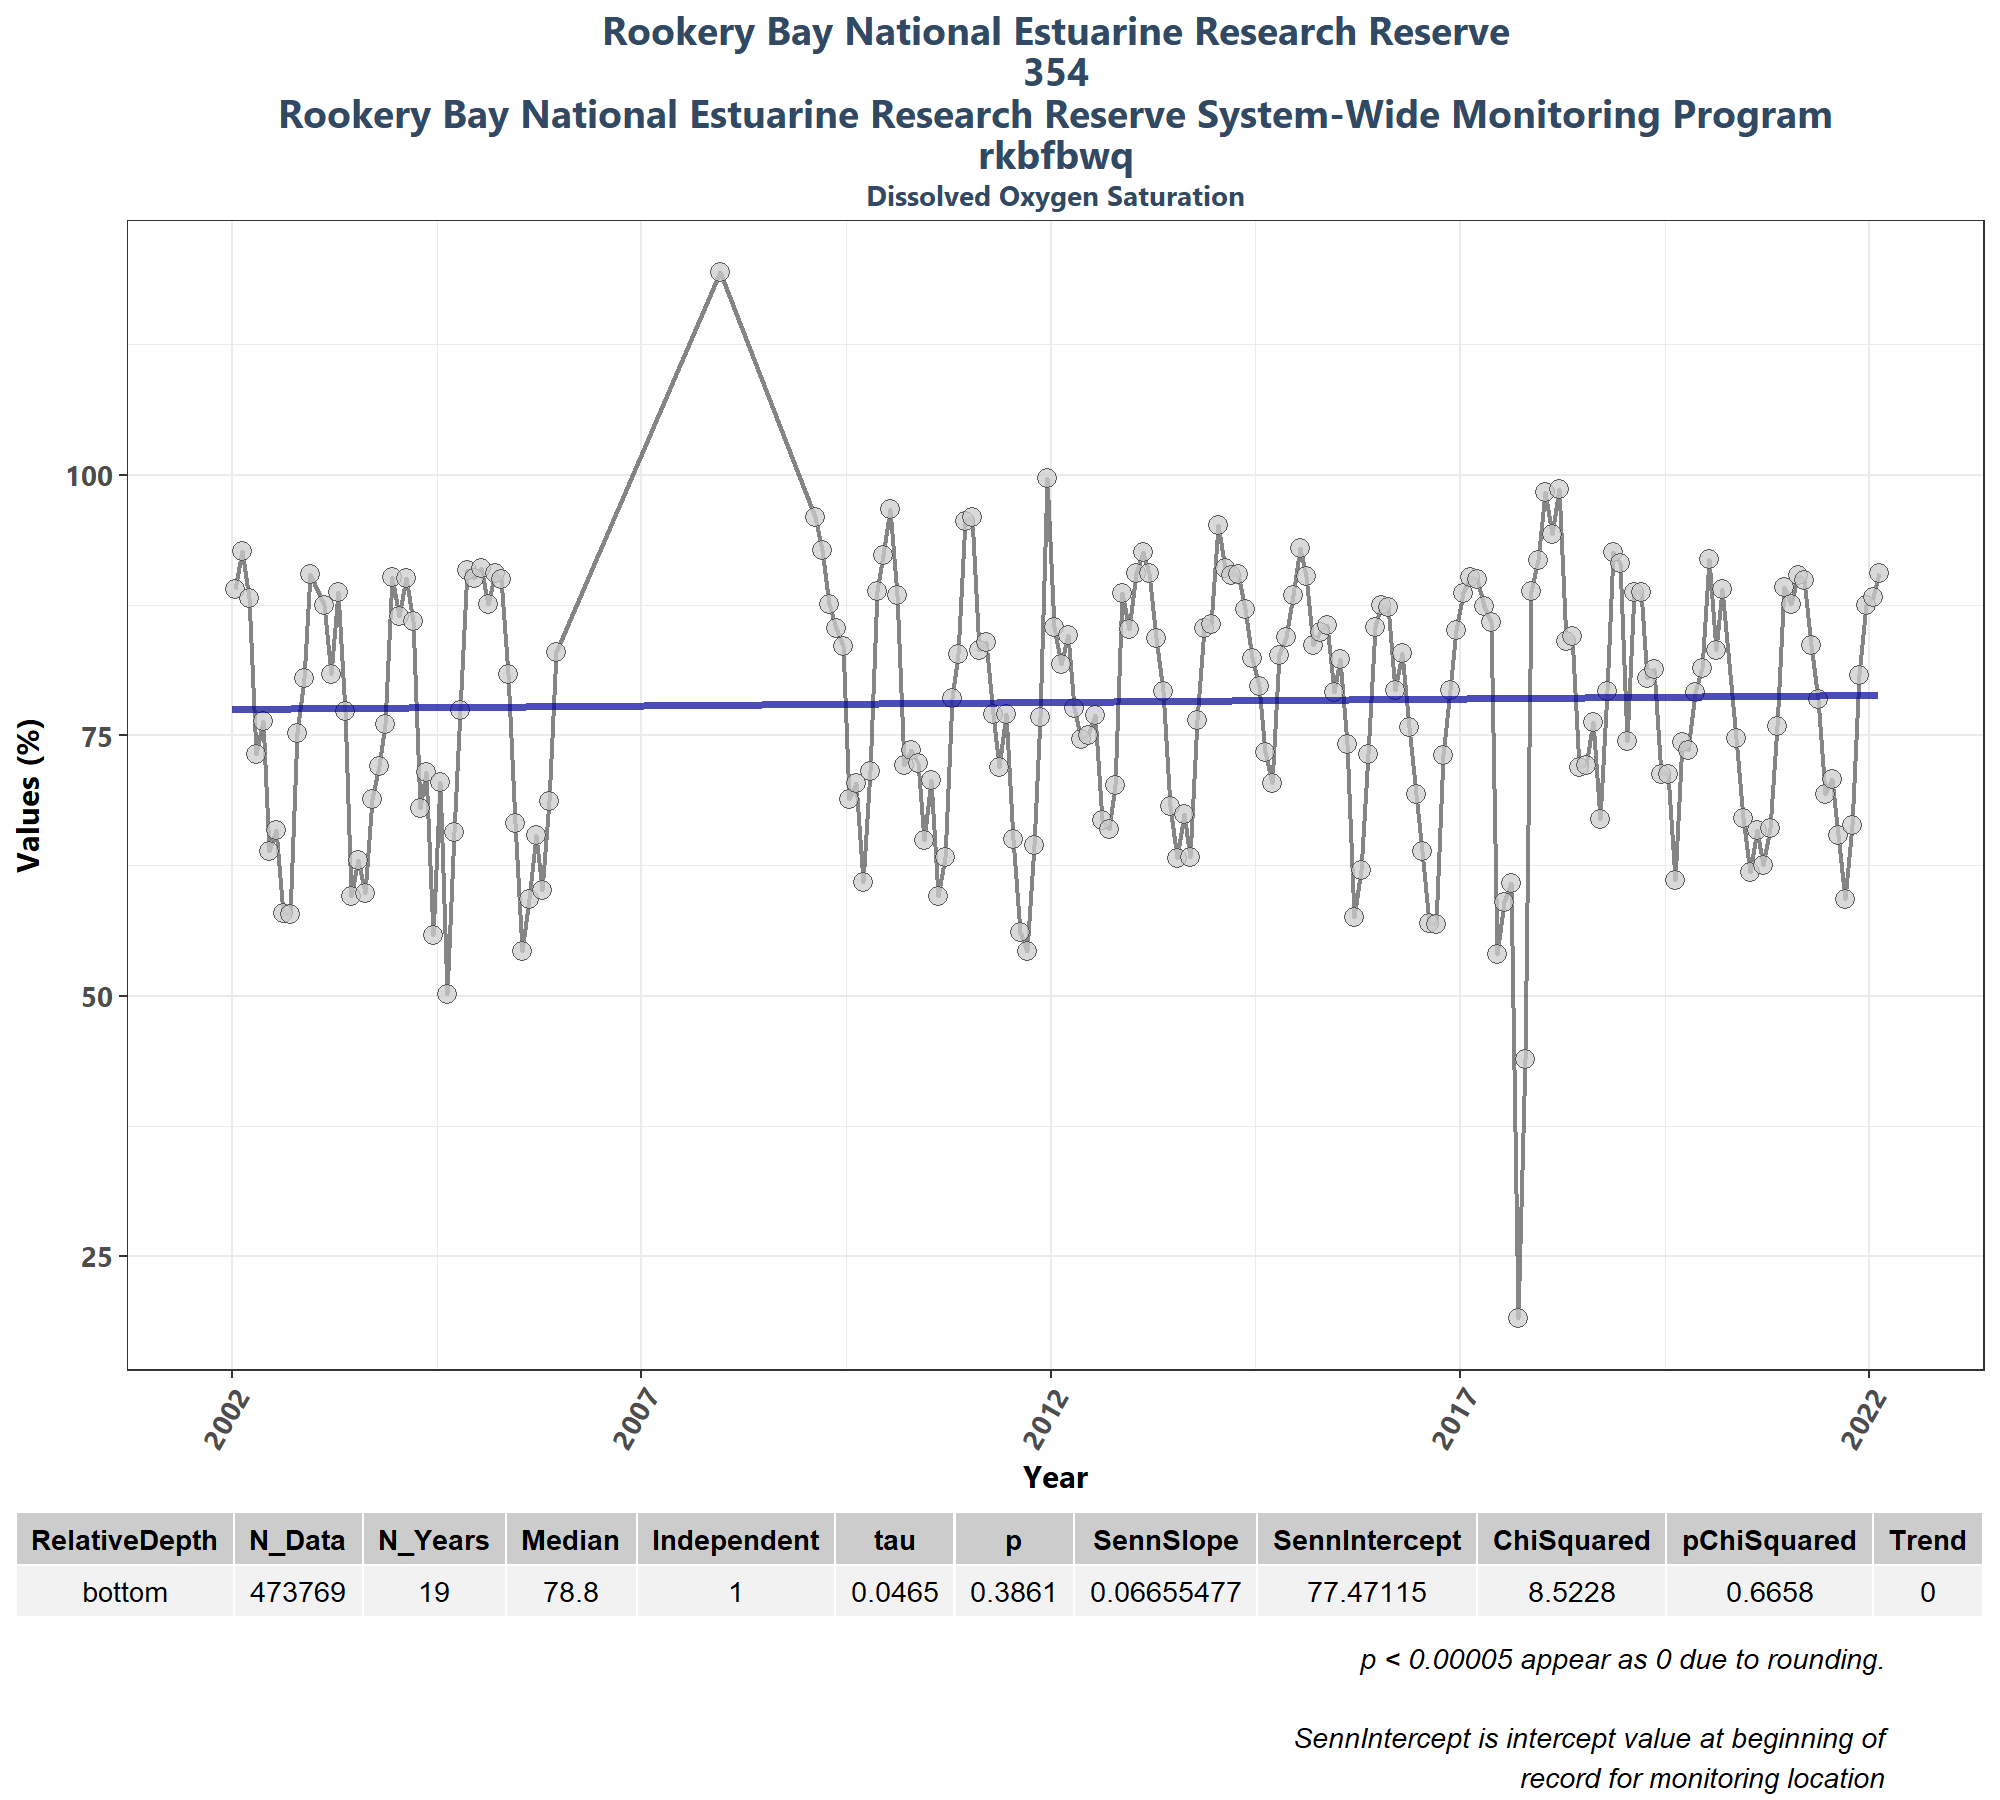 Rookery Bay National Estuarine Research Reserve
354
Rookery Bay National Estuarine Research Reserve System-Wide Monitoring Program
rkbfbwq
Dissolved Oxygen Saturation
Values (%)
100
75
50
25
2002 2007 2012 2017 2022
Year
RelativeDepth N_Data N_Years Median Independent tau p SennSlope SennIntercept ChiSquared pChiSquared Trend
bottom 473769 19 78.8 1 0.0465 0.3861 0.06655477 77.47115 8.5228 0.6658 0
p < 0.00005 appear as 0 due to rounding.
SennIntercept is intercept value at beginning of
record for monitoring location